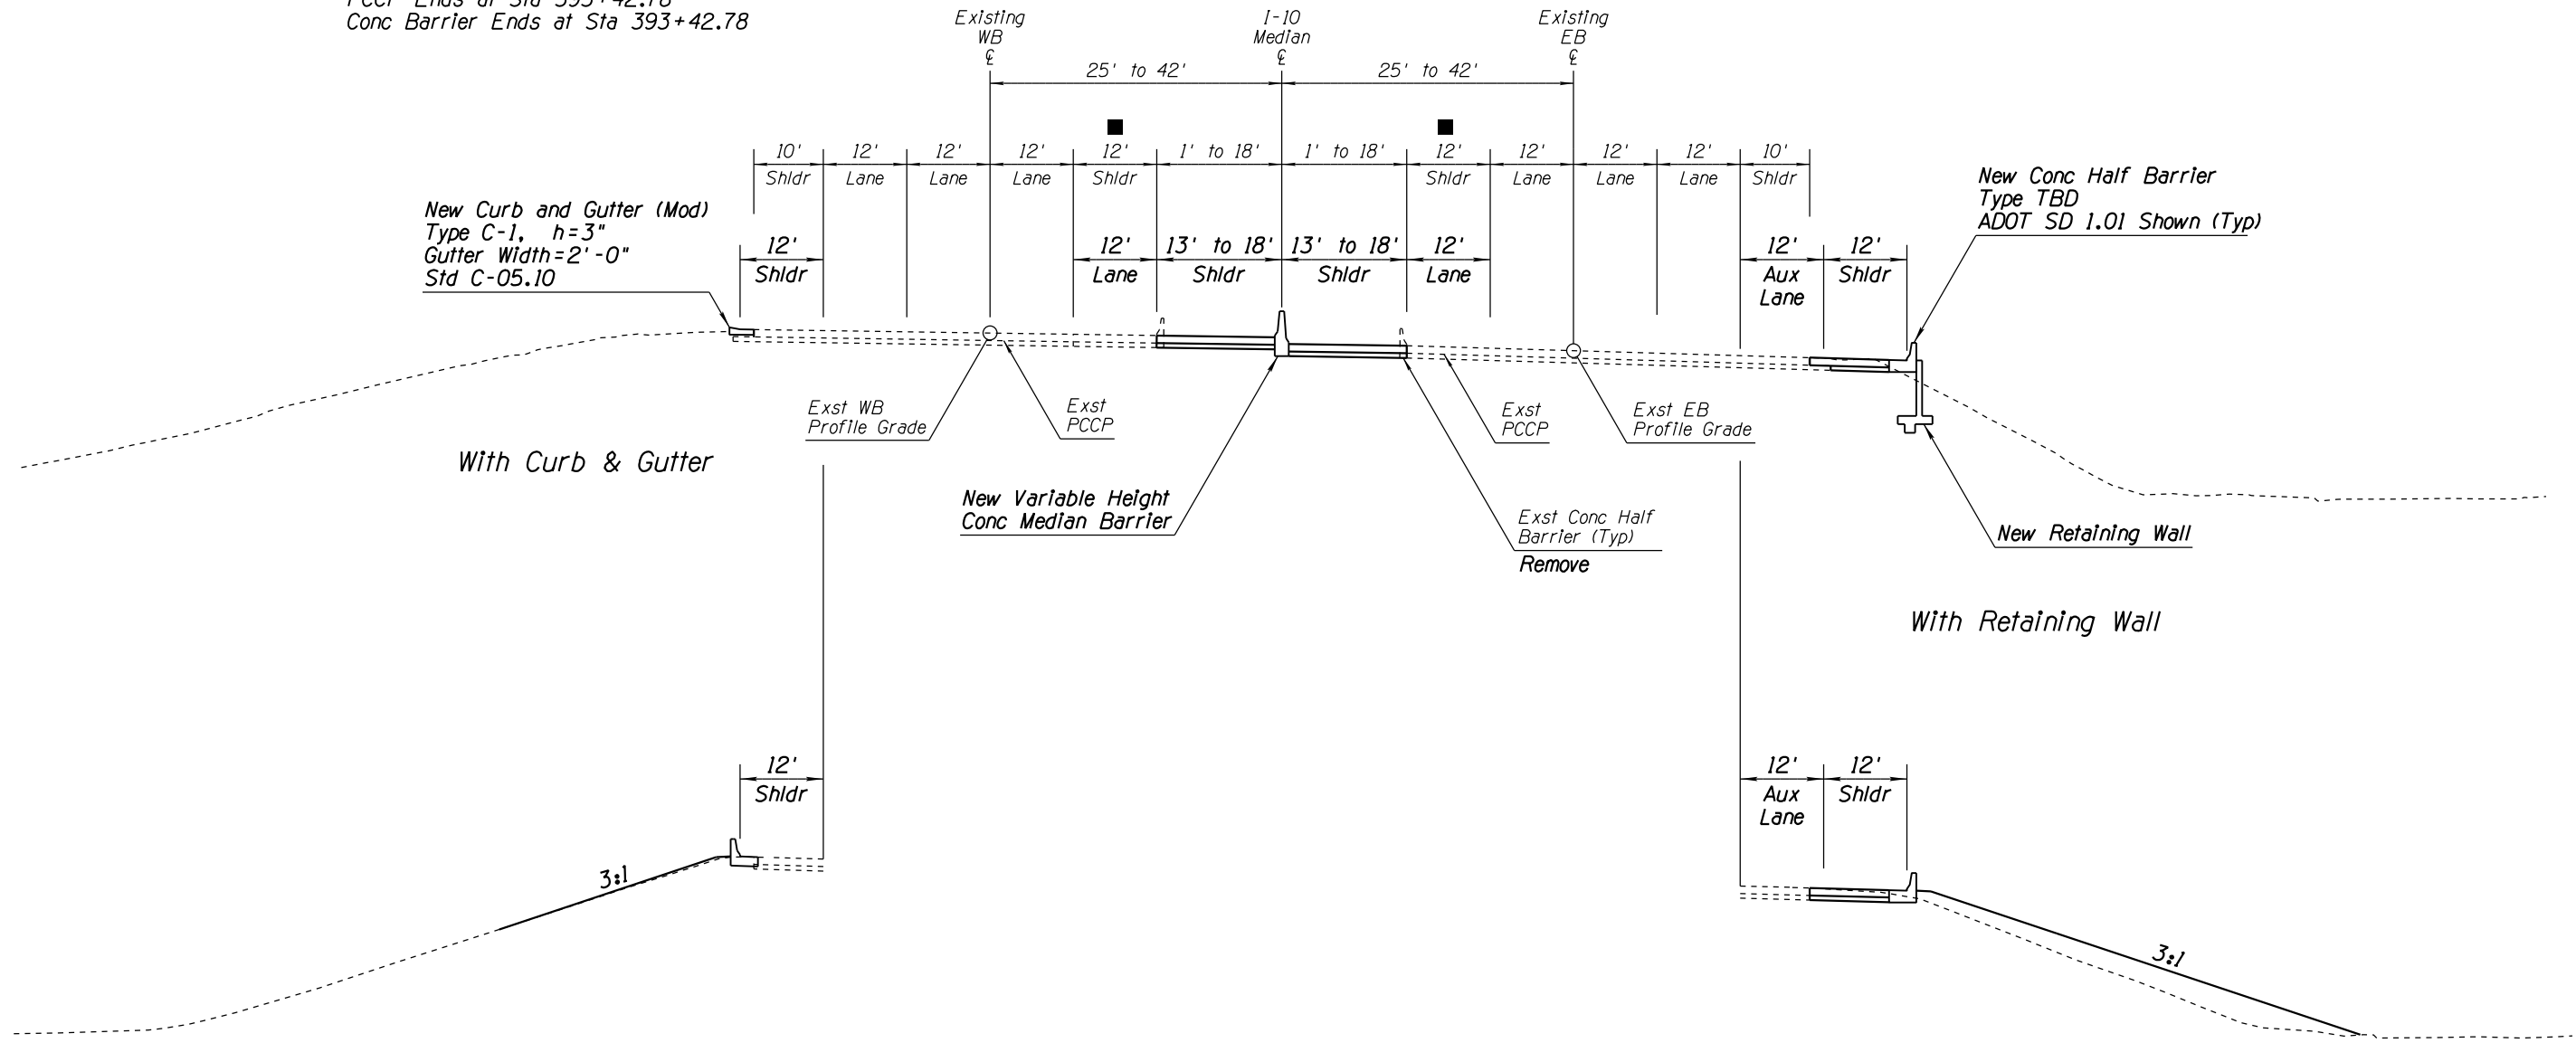 Conc Barrier Ends at Sta 393+42.78
Existing
WB
℄
I-10
Median
℄
Existing
EB
℄
25' to 42'
25' to 42'
10'
12'
12'
12'
12'
1' to 18'
1' to 18'
12'
12'
12'
12'
10'
Shldr
Lane
Lane
Lane
Shldr
Shldr
Lane
Lane
Lane
Shldr
New Curb and Gutter (Mod)
Type C-1, h=3"
Gutter Width=2'-0"
Std C-05.10
New Conc Half Barrier
Type TBD
ADOT SD 1.01 Shown (Typ)
12'
Shldr
12'
Lane
13' to 18'
Shldr
13' to 18'
Shldr
12'
Lane
12'
Aux
Lane
12'
Shldr
Exst WB
Profile Grade
Exst
PCCP
Exst
PCCP
Exst EB
Profile Grade
With Curb & Gutter
New Variable Height
Conc Median Barrier
Exst Conc Half
Barrier (Typ)
Remove
New Retaining Wall
With Retaining Wall
12'
Shldr
12'
Aux
Lane
12'
Shldr
3:1
3:1